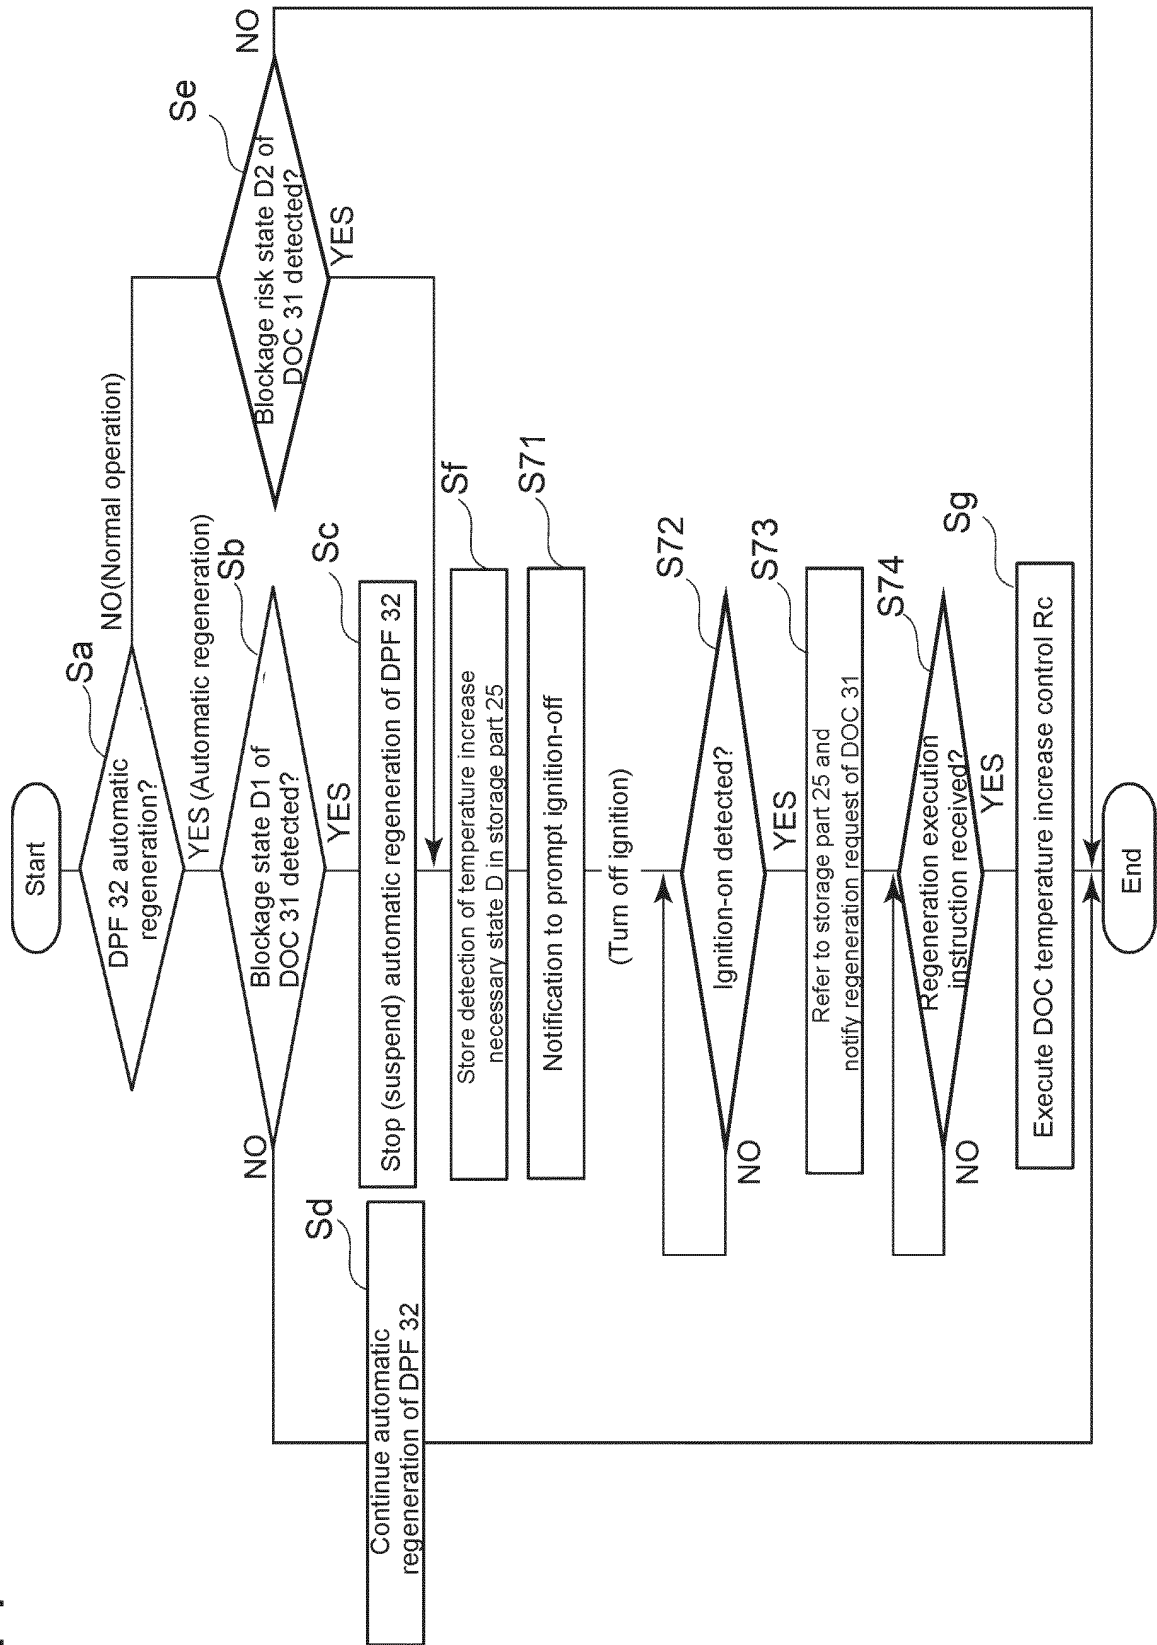 Start
Sa
DPF 32 automatic
regeneration?
NO(Normal operation)
YES (Automatic regeneration)
Sb
Blockage state D1 of
DOC 31 detected?
NO
YES
Se
Blockage risk state D2 of
DOC 31 detected?
NO
YES
Sd
Continue automatic
regeneration of DPF 32
Sc
Stop (suspend) automatic regeneration of DPF 32
Sf
Store detection of temperature increase
necessary state D in storage part 25
S71
Notification to prompt ignition-off
(Turn off ignition)
S72
Ignition-on detected?
NO
YES
S73
Refer to storage part 25 and
notify regeneration request of DOC 31
S74
Regeneration execution
instruction received?
NO
YES
Sg
Execute DOC temperature increase control Rc
End